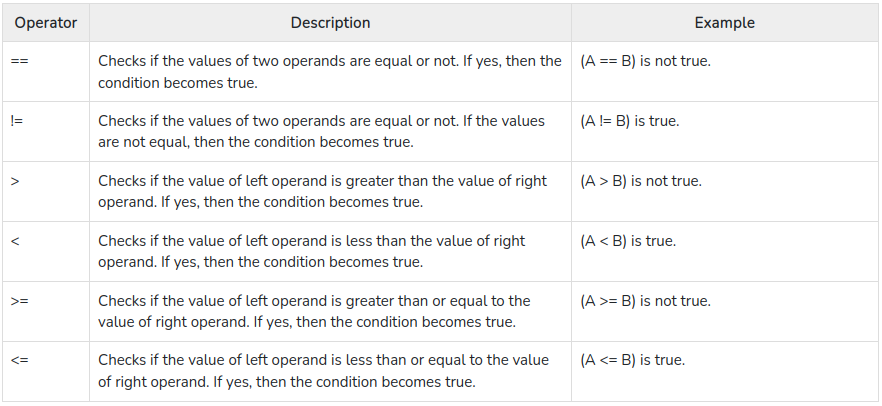 Operator Description Example
== Checks if the values of two operands are equal or not. If yes, then the (A == B) is not true.
condition becomes true.
!= Checks if the values of two operands are equal or not. If the values (A != B) is true.
are not equal, then the condition becomes true.
> Checks if the value of left operand is greater than the value of right (A > B) is not true.
operand. If yes, then the condition becomes true.
< Checks if the value of left operand is less than the value of right (A < B) is true.
operand. If yes, then the condition becomes true.
>= Checks if the value of left operand is greater than or equal to the (A >= B) is not true.
value of right operand. If yes, then the condition becomes true.
<= Checks if the value of left operand is less than or equal to the value (A <= B) is true.
of right operand. If yes, then the condition becomes true.